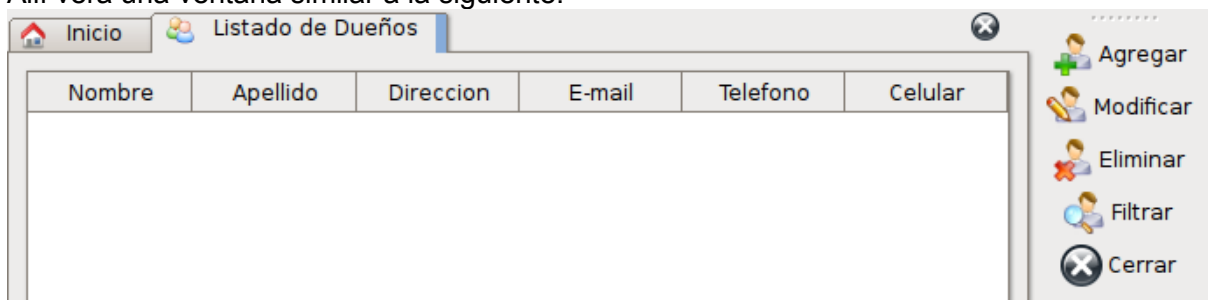 Allí verá una ventana similar a la siguiente:
Inicio Listado de Dueños
Nombre Apellido Direccion E-mail Telefono Celular
Agregar
Modificar
Eliminar
Filtrar
Cerrar